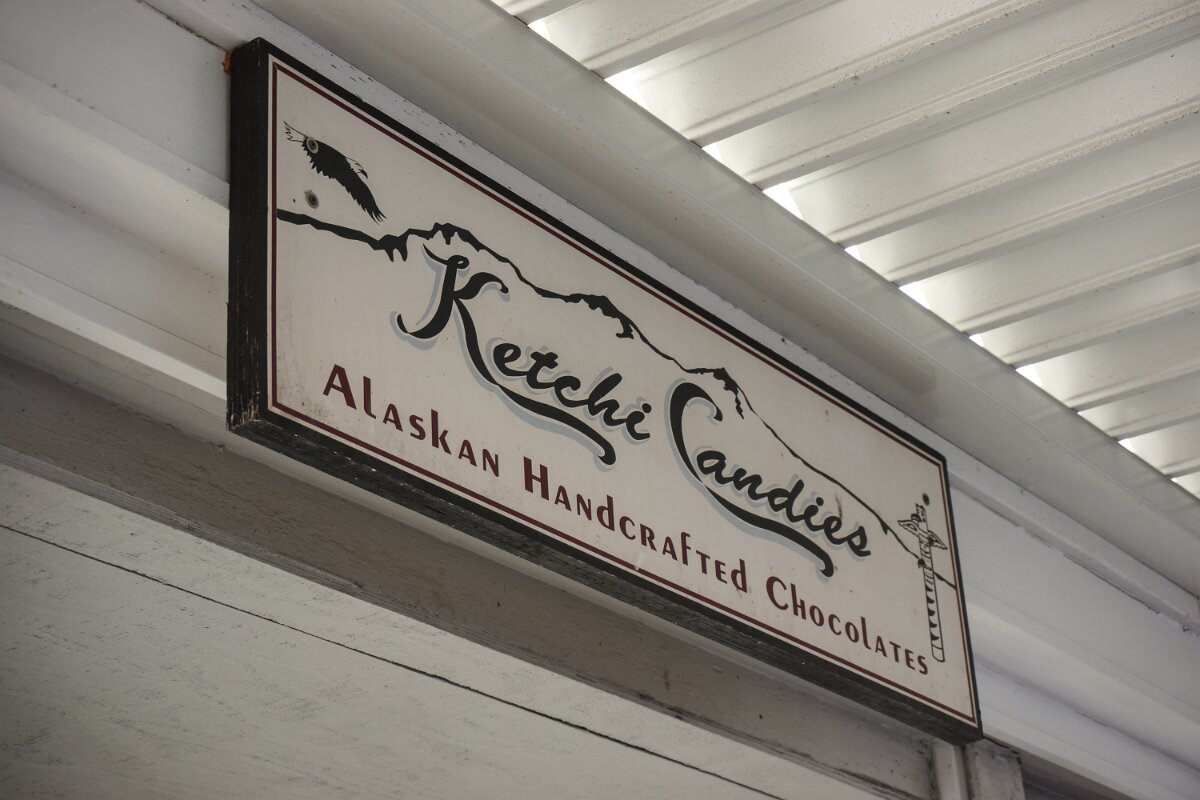 Ketchi Candies
Alaskan Handcrafted Chocolates